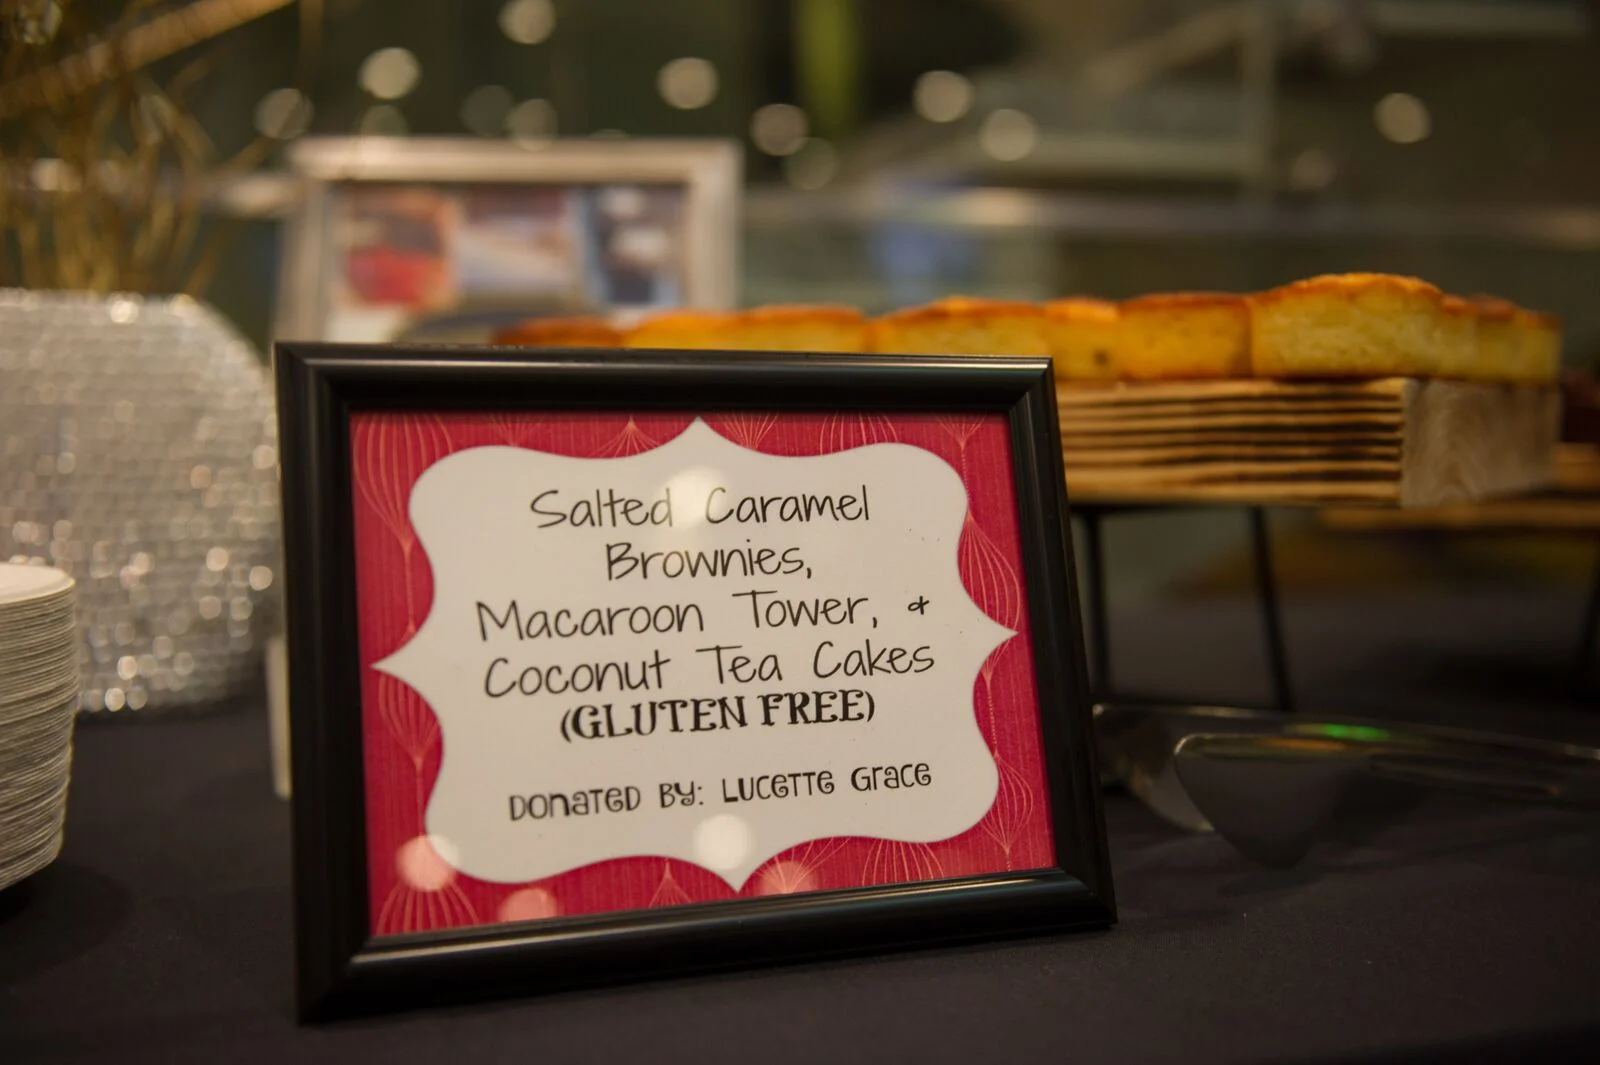 Salted Caramel
Brownies,
Macaroon Tower, &
Coconut Tea Cakes
(GLUTEN FREE)
DONATED BY: LUCETTE GRACE